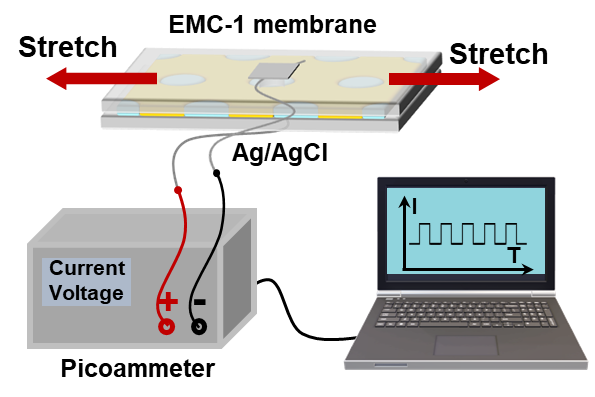 EMC-1 membrane
Stretch
Stretch
Ag/AgCl
Current
Voltage
+ -
Picoammeter
I
T